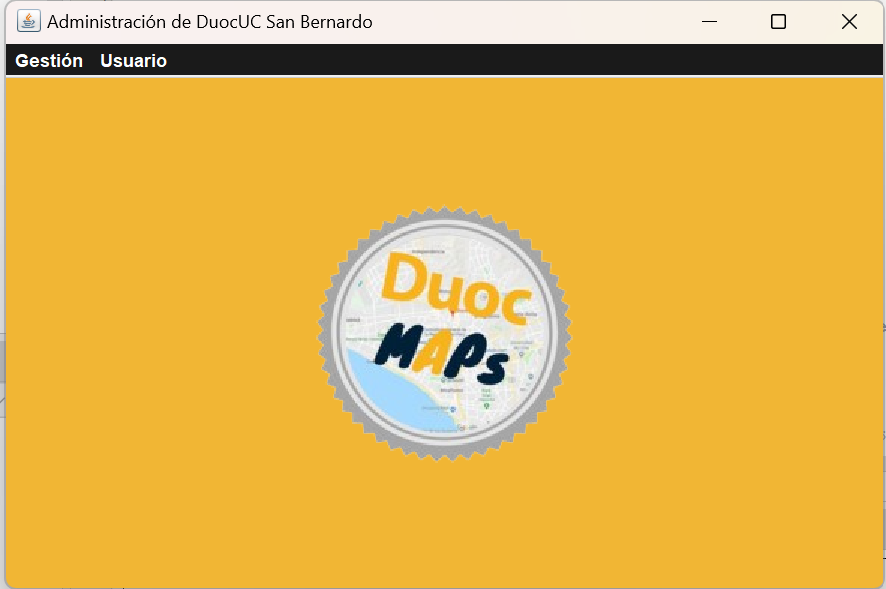 Administración de DuocUC San Bernardo
Gestión Usuario
Duoc
MAPs